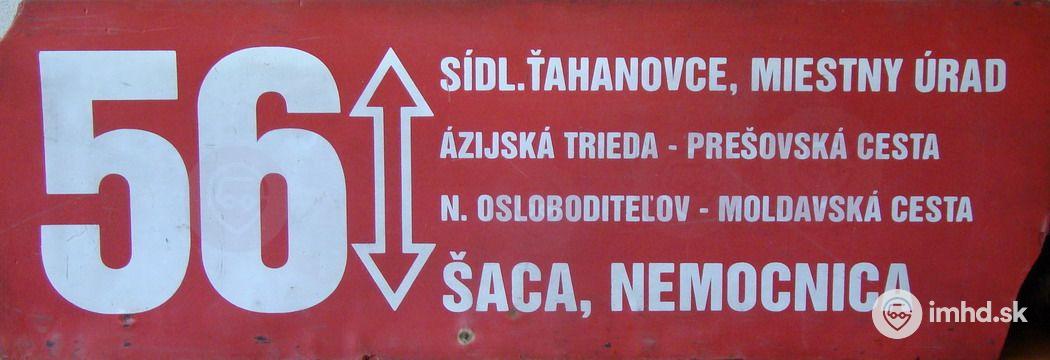 56
SÍDL.ŤAHANOVCE, MIESTNY ÚRAD
ÁZIJSKÁ TRIEDA - PREŠOVSKÁ CESTA
N. OSLOBODITEĽOV - MOLDAVSKÁ CESTA
ŠACA, NEMOCNICA
imhd.sk